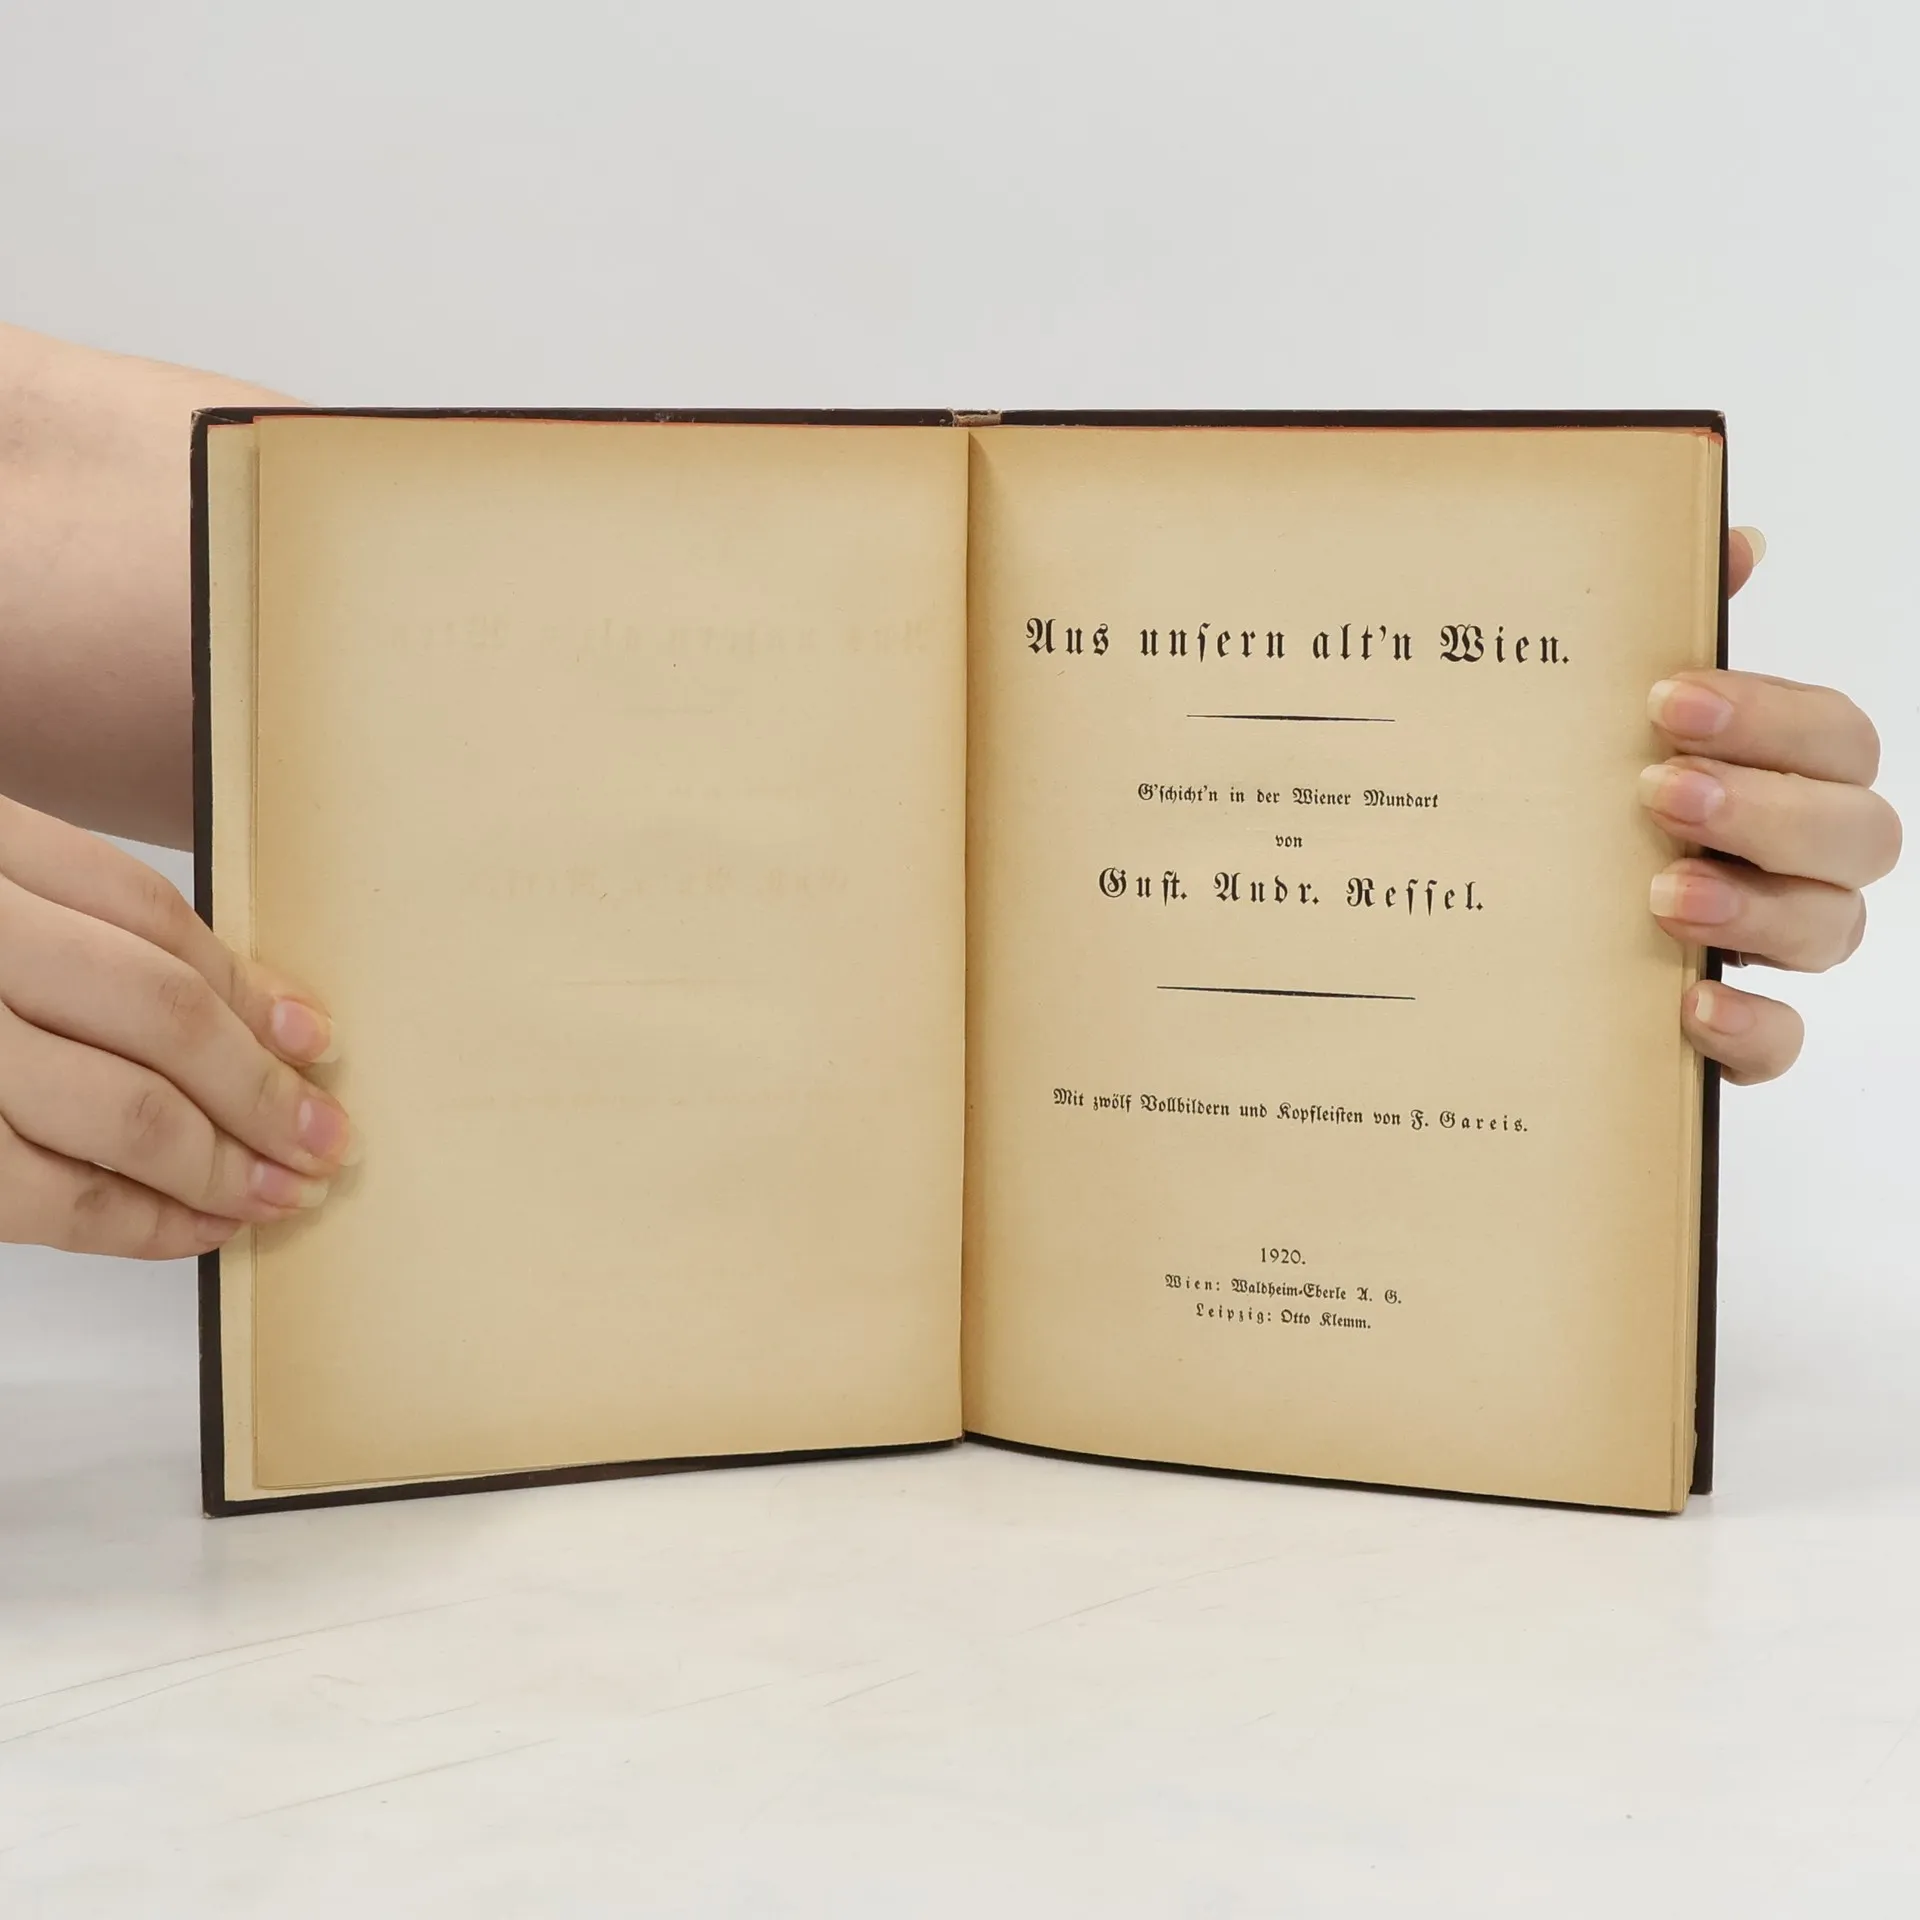 Aus unsern alt'n Wien.
G'schicht'n in der Wiener Mundart
von
Gust. Andr. Ressel.
Mit zwölf Vollbildern und Kopfleisten von F. Gareis.
1920.
Wien: Waldheim-Eberle A. G.
Leipzig: Otto Klemm.